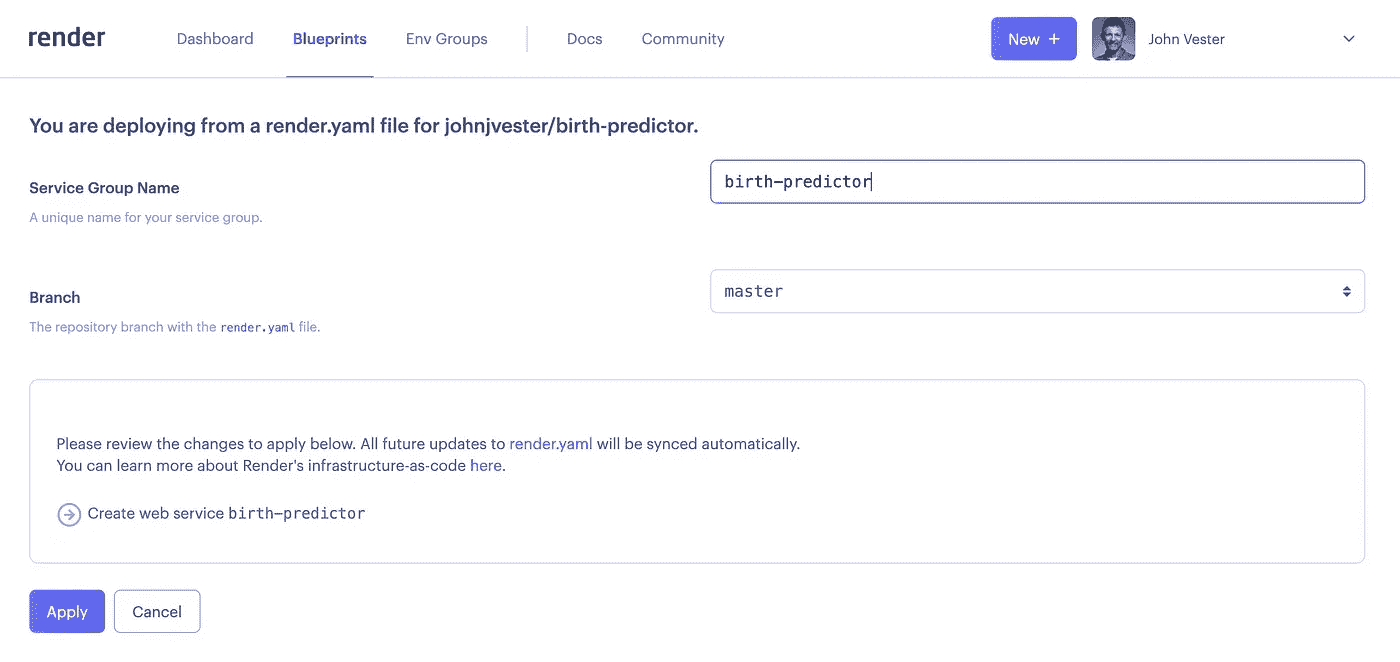 render Dashboard Blueprints Env Groups Docs Community New + John Vester
You are deploying from a render.yaml file for johnjvester/birth-predictor.
Service Group Name
A unique name for your service group.
birth-predictor
Branch
The repository branch with the render.yaml file.
master
Please review the changes to apply below. All future updates to render.yaml will be synced automatically.
You can learn more about Render's infrastructure-as-code here.
Create web service birth-predictor
Apply Cancel